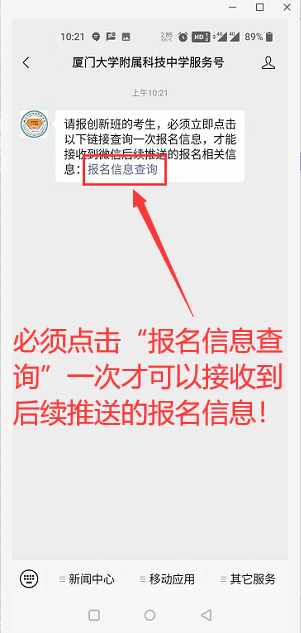 10:21
2.85
K/s
HD
4G
4G
89%
厦门大学附属科技中学服务号
上午10:21
请报创新班的考生，必须立即点击
以下链接查询一次报名信息，才能
接收到微信后续推送的报名相关信
息：报名信息查询
必须点击“报名信息查
询”一次才可以接收到
后续推送的报名信息！
新闻中心
移动应用
其它服务